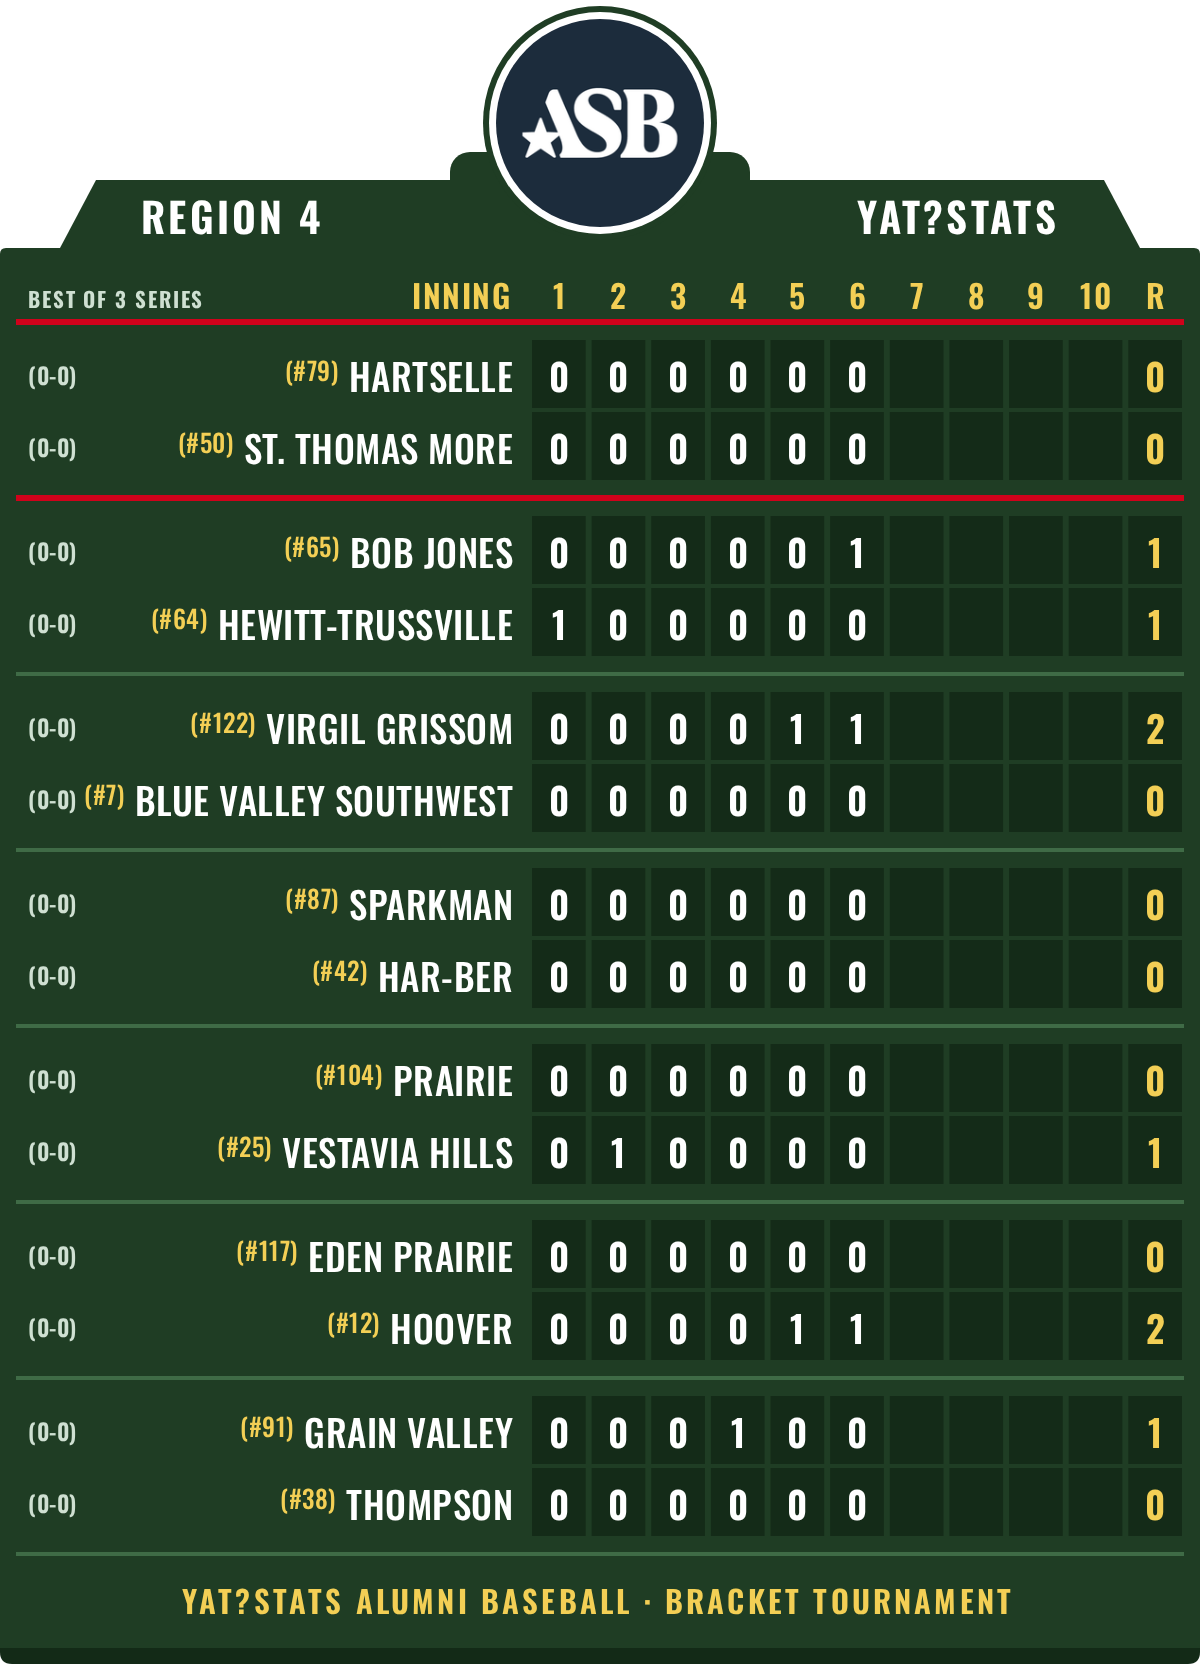 ASB
REGION 4 YAT?STATS
BEST OF 3 SERIES INNING 1 2 3 4 5 6 7 8 9 10 R
(0-0) (#79) HARTSELLE 0 0 0 0 0 0 0
(0-0) (#50) ST. THOMAS MORE 0 0 0 0 0 0 0
(0-0) (#65) BOB JONES 0 0 0 0 0 1 1
(0-0) (#64) HEWITT-TRUSSVILLE 1 0 0 0 0 0 1
(0-0) (#122) VIRGIL GRISSOM 0 0 0 0 1 1 2
(0-0) (#7) BLUE VALLEY SOUTHWEST 0 0 0 0 0 0 0
(0-0) (#87) SPARKMAN 0 0 0 0 0 0 0
(0-0) (#42) HAR-BER 0 0 0 0 0 0 0
(0-0) (#104) PRAIRIE 0 0 0 0 0 0 0
(0-0) (#25) VESTAVIA HILLS 0 1 0 0 0 0 1
(0-0) (#117) EDEN PRAIRIE 0 0 0 0 0 0 0
(0-0) (#12) HOOVER 0 0 0 0 1 1 2
(0-0) (#91) GRAIN VALLEY 0 0 0 1 0 0 1
(0-0) (#38) THOMPSON 0 0 0 0 0 0 0
YAT?STATS ALUMNI BASEBALL · BRACKET TOURNAMENT